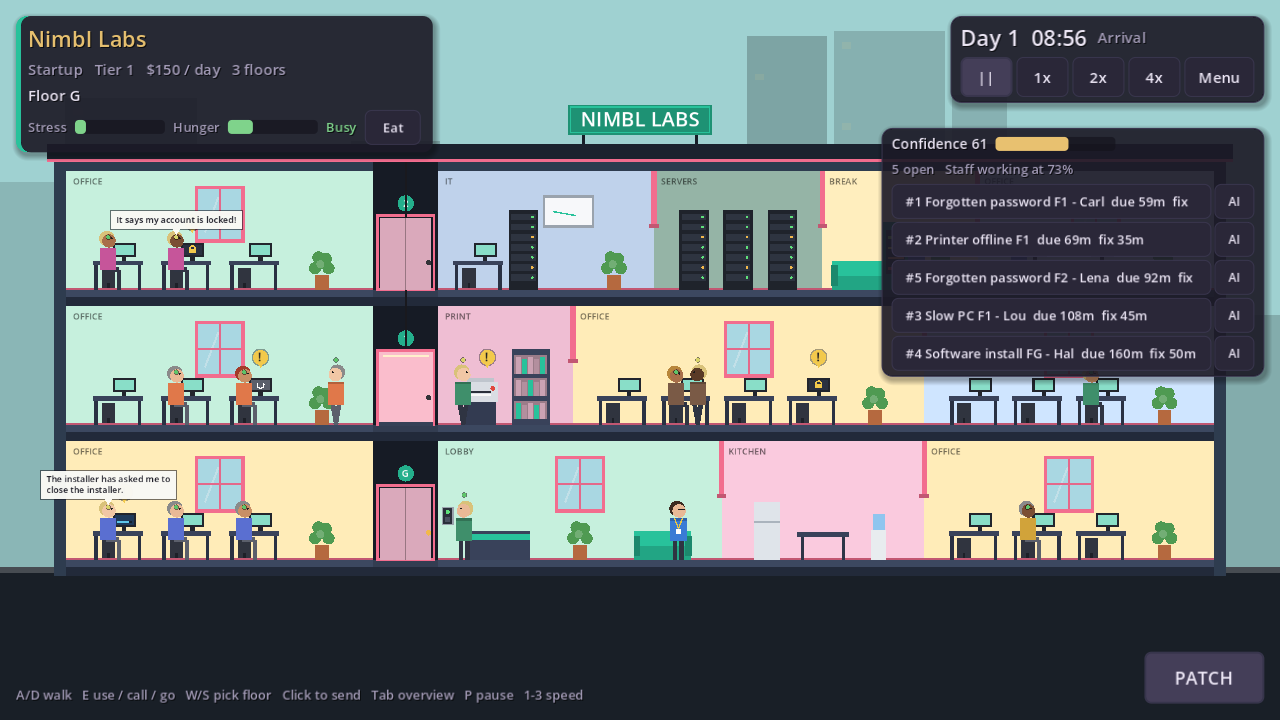 Nimbl Labs
Startup Tier 1 $150 / day 3 floors
Floor G
Stress Hunger Busy Eat
Day 1 08:56 Arrival
|| 1x 2x 4x Menu
NIMBL LABS
Confidence 61
5 open Staff working at 73%
#1 Forgotten password F1 - Carl due 59m fix AI
#2 Printer offline F1 due 69m fix 35m AI
#5 Forgotten password F2 - Lena due 92m fix AI
#3 Slow PC F1 - Lou due 108m fix 45m AI
#4 Software install FG - Hal due 160m fix 50m AI
OFFICE
IT
SERVERS
BREAK
It says my account is locked!
OFFICE
PRINT
OFFICE
OFFICE
LOBBY
KITCHEN
OFFICE
The installer has asked me to
close the installer.
G
A/D walk E use / call / go W/S pick floor Click to send Tab overview P pause 1-3 speed
PATCH